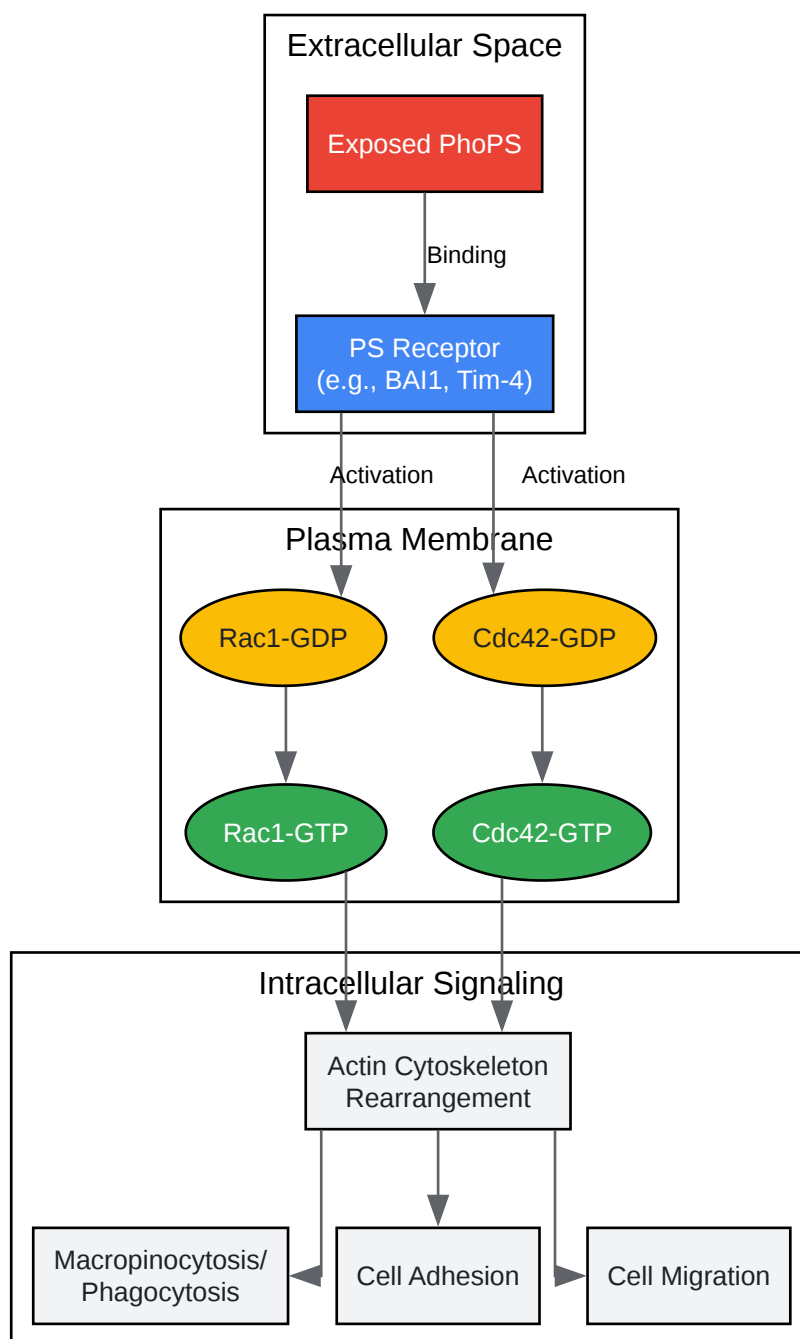 Extracellular Space
Exposed PhoPS
Binding
PS Receptor
(e.g., BAI1, Tim-4)
Activation
Activation
Plasma Membrane
Rac1-GDP
Cdc42-GDP
Rac1-GTP
Cdc42-GTP
Intracellular Signaling
Actin Cytoskeleton
Rearrangement
Macropinocytosis/
Phagocytosis
Cell Adhesion
Cell Migration